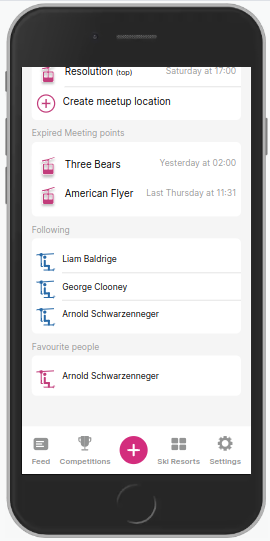 Resolution (top) Saturday at 17:00
Create meetup location
Expired Meeting points
Three Bears Yesterday at 02:00
American Flyer Last Thursday at 11:31
Following
Liam Baldrige
George Clooney
Arnold Schwarzenneger
Favourite people
Arnold Schwarzenneger
Feed Competitions Ski Resorts Settings